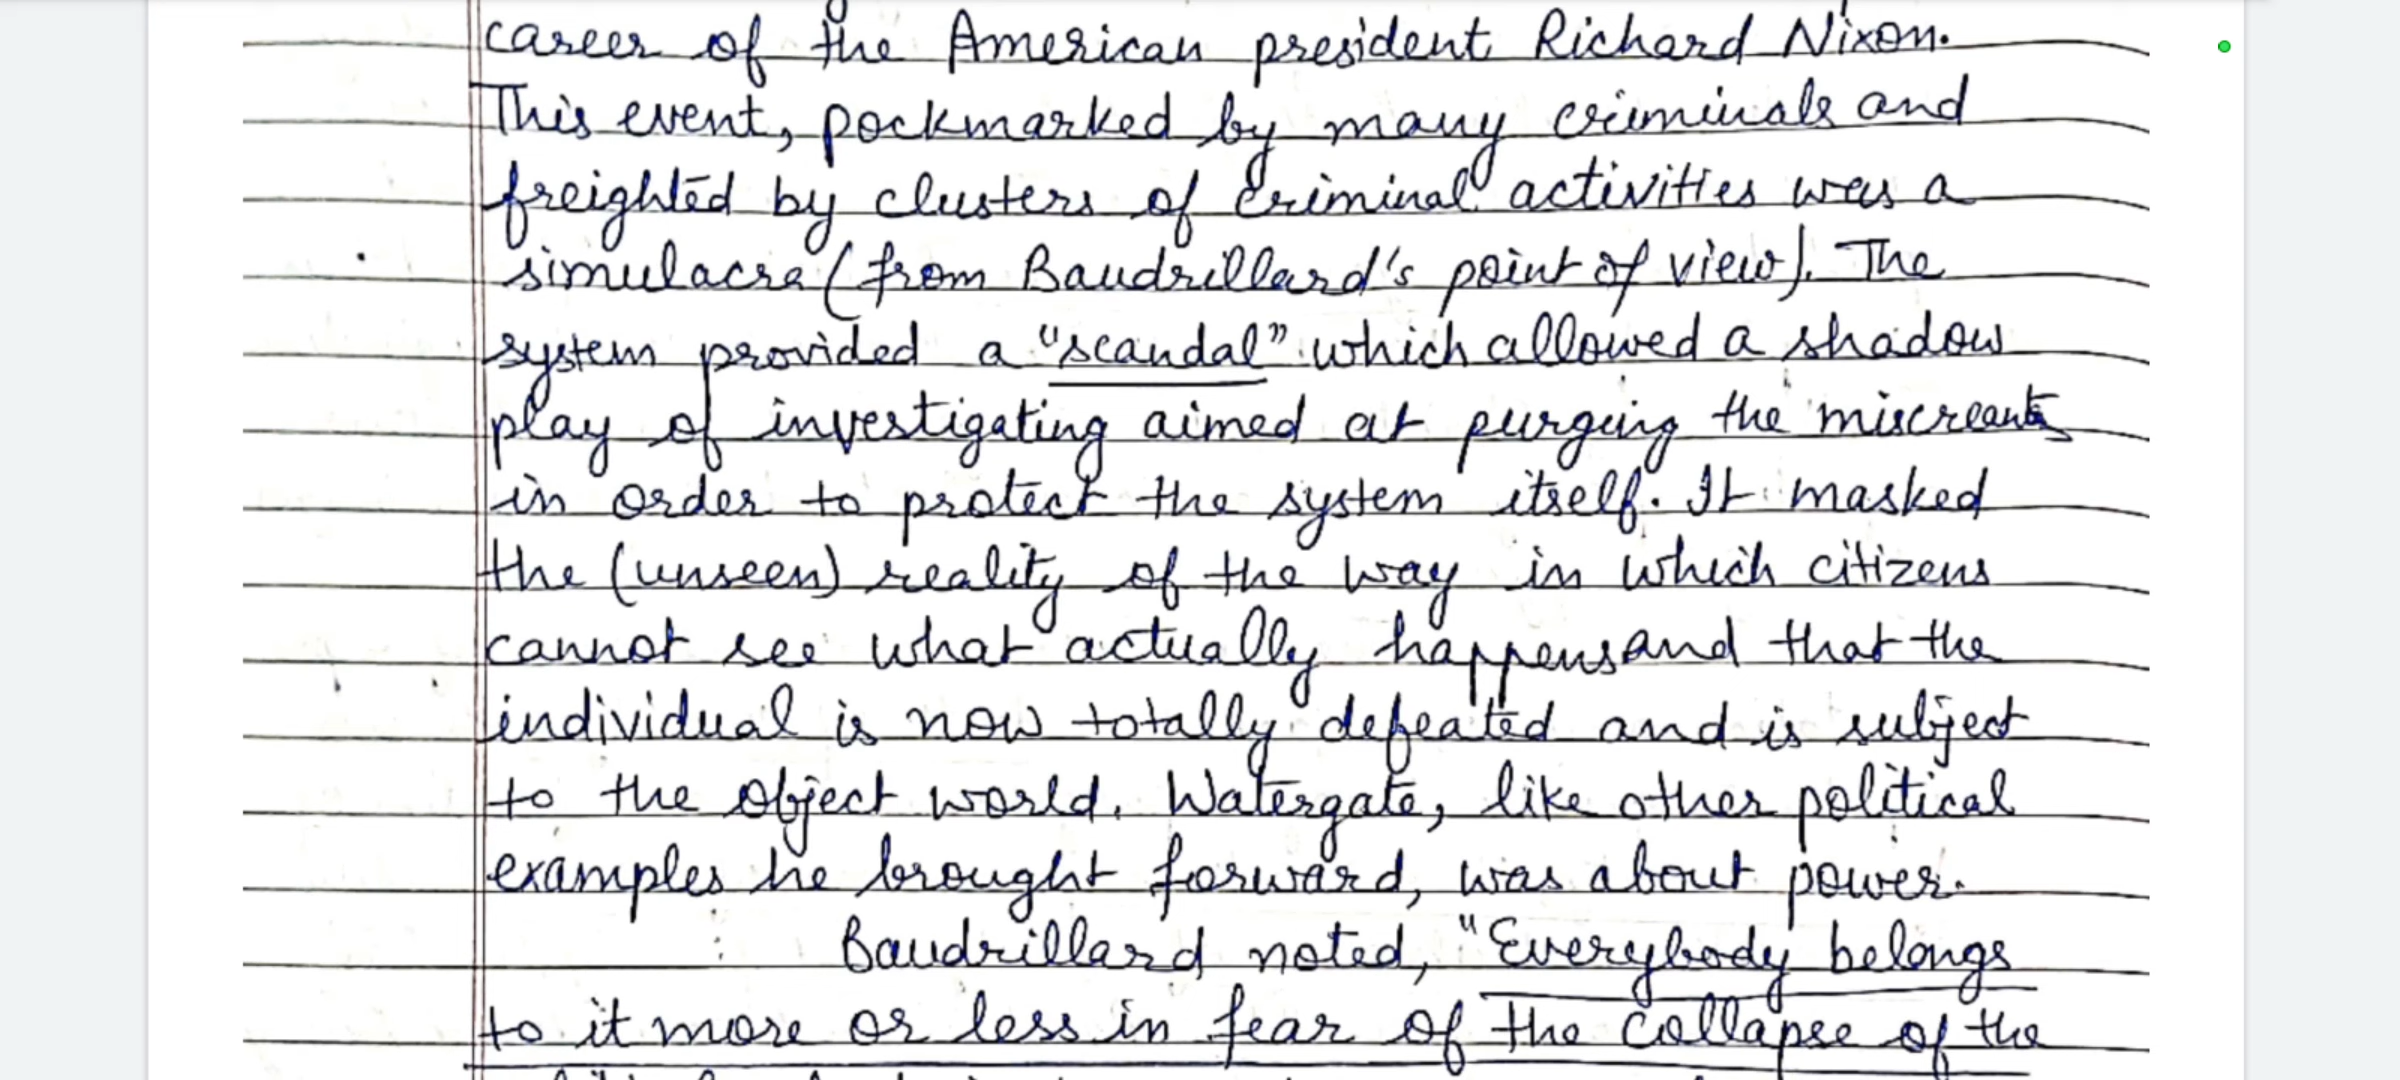 career of the American president Richard Nixon.
This event, pockmarked by many criminals and
freighted by clusters of criminal activities was a
simulacra (from Baudrillard's point of view). The
system provided a "scandal" which allowed a shadow
play of investigating aimed at purging the miscreants
in order to protect the system itself. It masked
the (unseen) reality of the way in which citizens
cannot see what actually happens and that the
individual is now totally defeated and is subject
to the object world. Watergate, like other political
examples he brought forward, was about power.
Baudrillard noted, "Everybody belongs
to it more or less in fear of the collapse of the